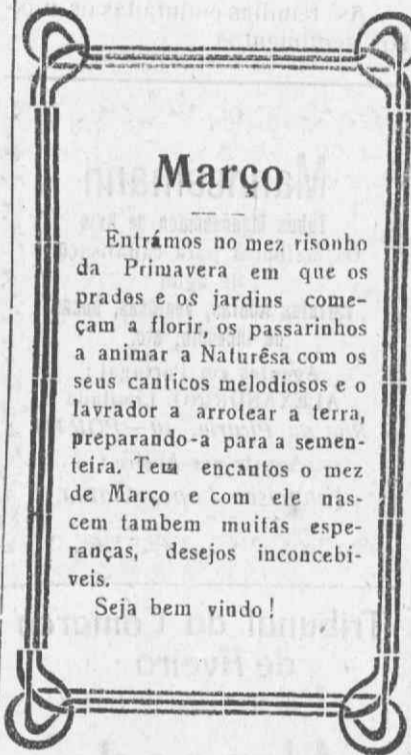 Março
Entrámos no mez risonho
da Primavera em que os
prados e os jardins come-
çam a florir, os passarinhos
a animar a Naturêsa com os
seus canticos melodiosos e o
lavrador a arrotear a terra,
preparando-a para a semen-
teira. Tem encantos o mez
de Março e com ele nas-
cem tambem muitas espe-
ranças, desejos inconcebi-
veis.
Seja bem vindo!